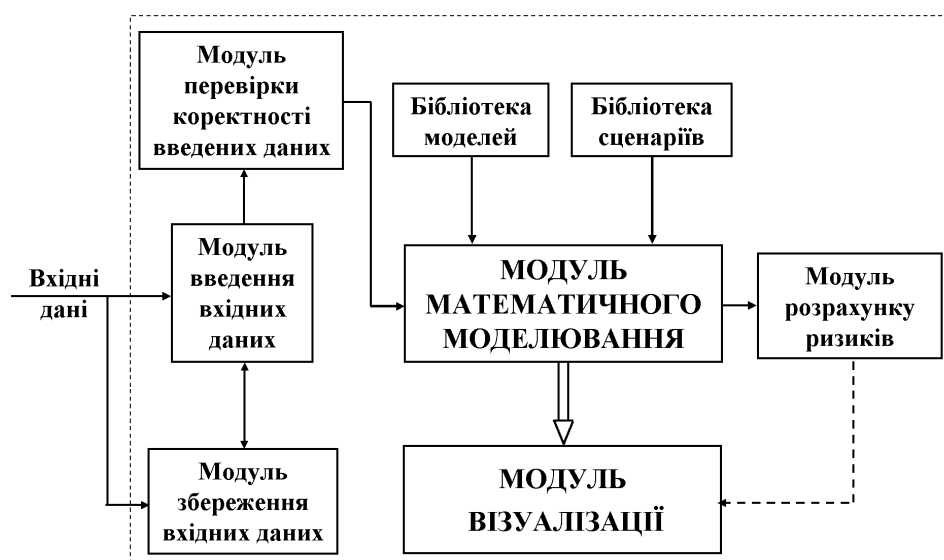 Модуль
перевірки
коректності
введених даних
Бібліотека
моделей
Бібліотека
сценаріїв
Вхідні
дані
Модуль
введення
вхідних
даних
МОДУЛЬ
МАТЕМАТИЧНОГО
МОДЕЛЮВАННЯ
Модуль
розрахунку
ризиків
Модуль
збереження
вхідних даних
МОДУЛЬ
ВІЗУАЛІЗАЦІЇ